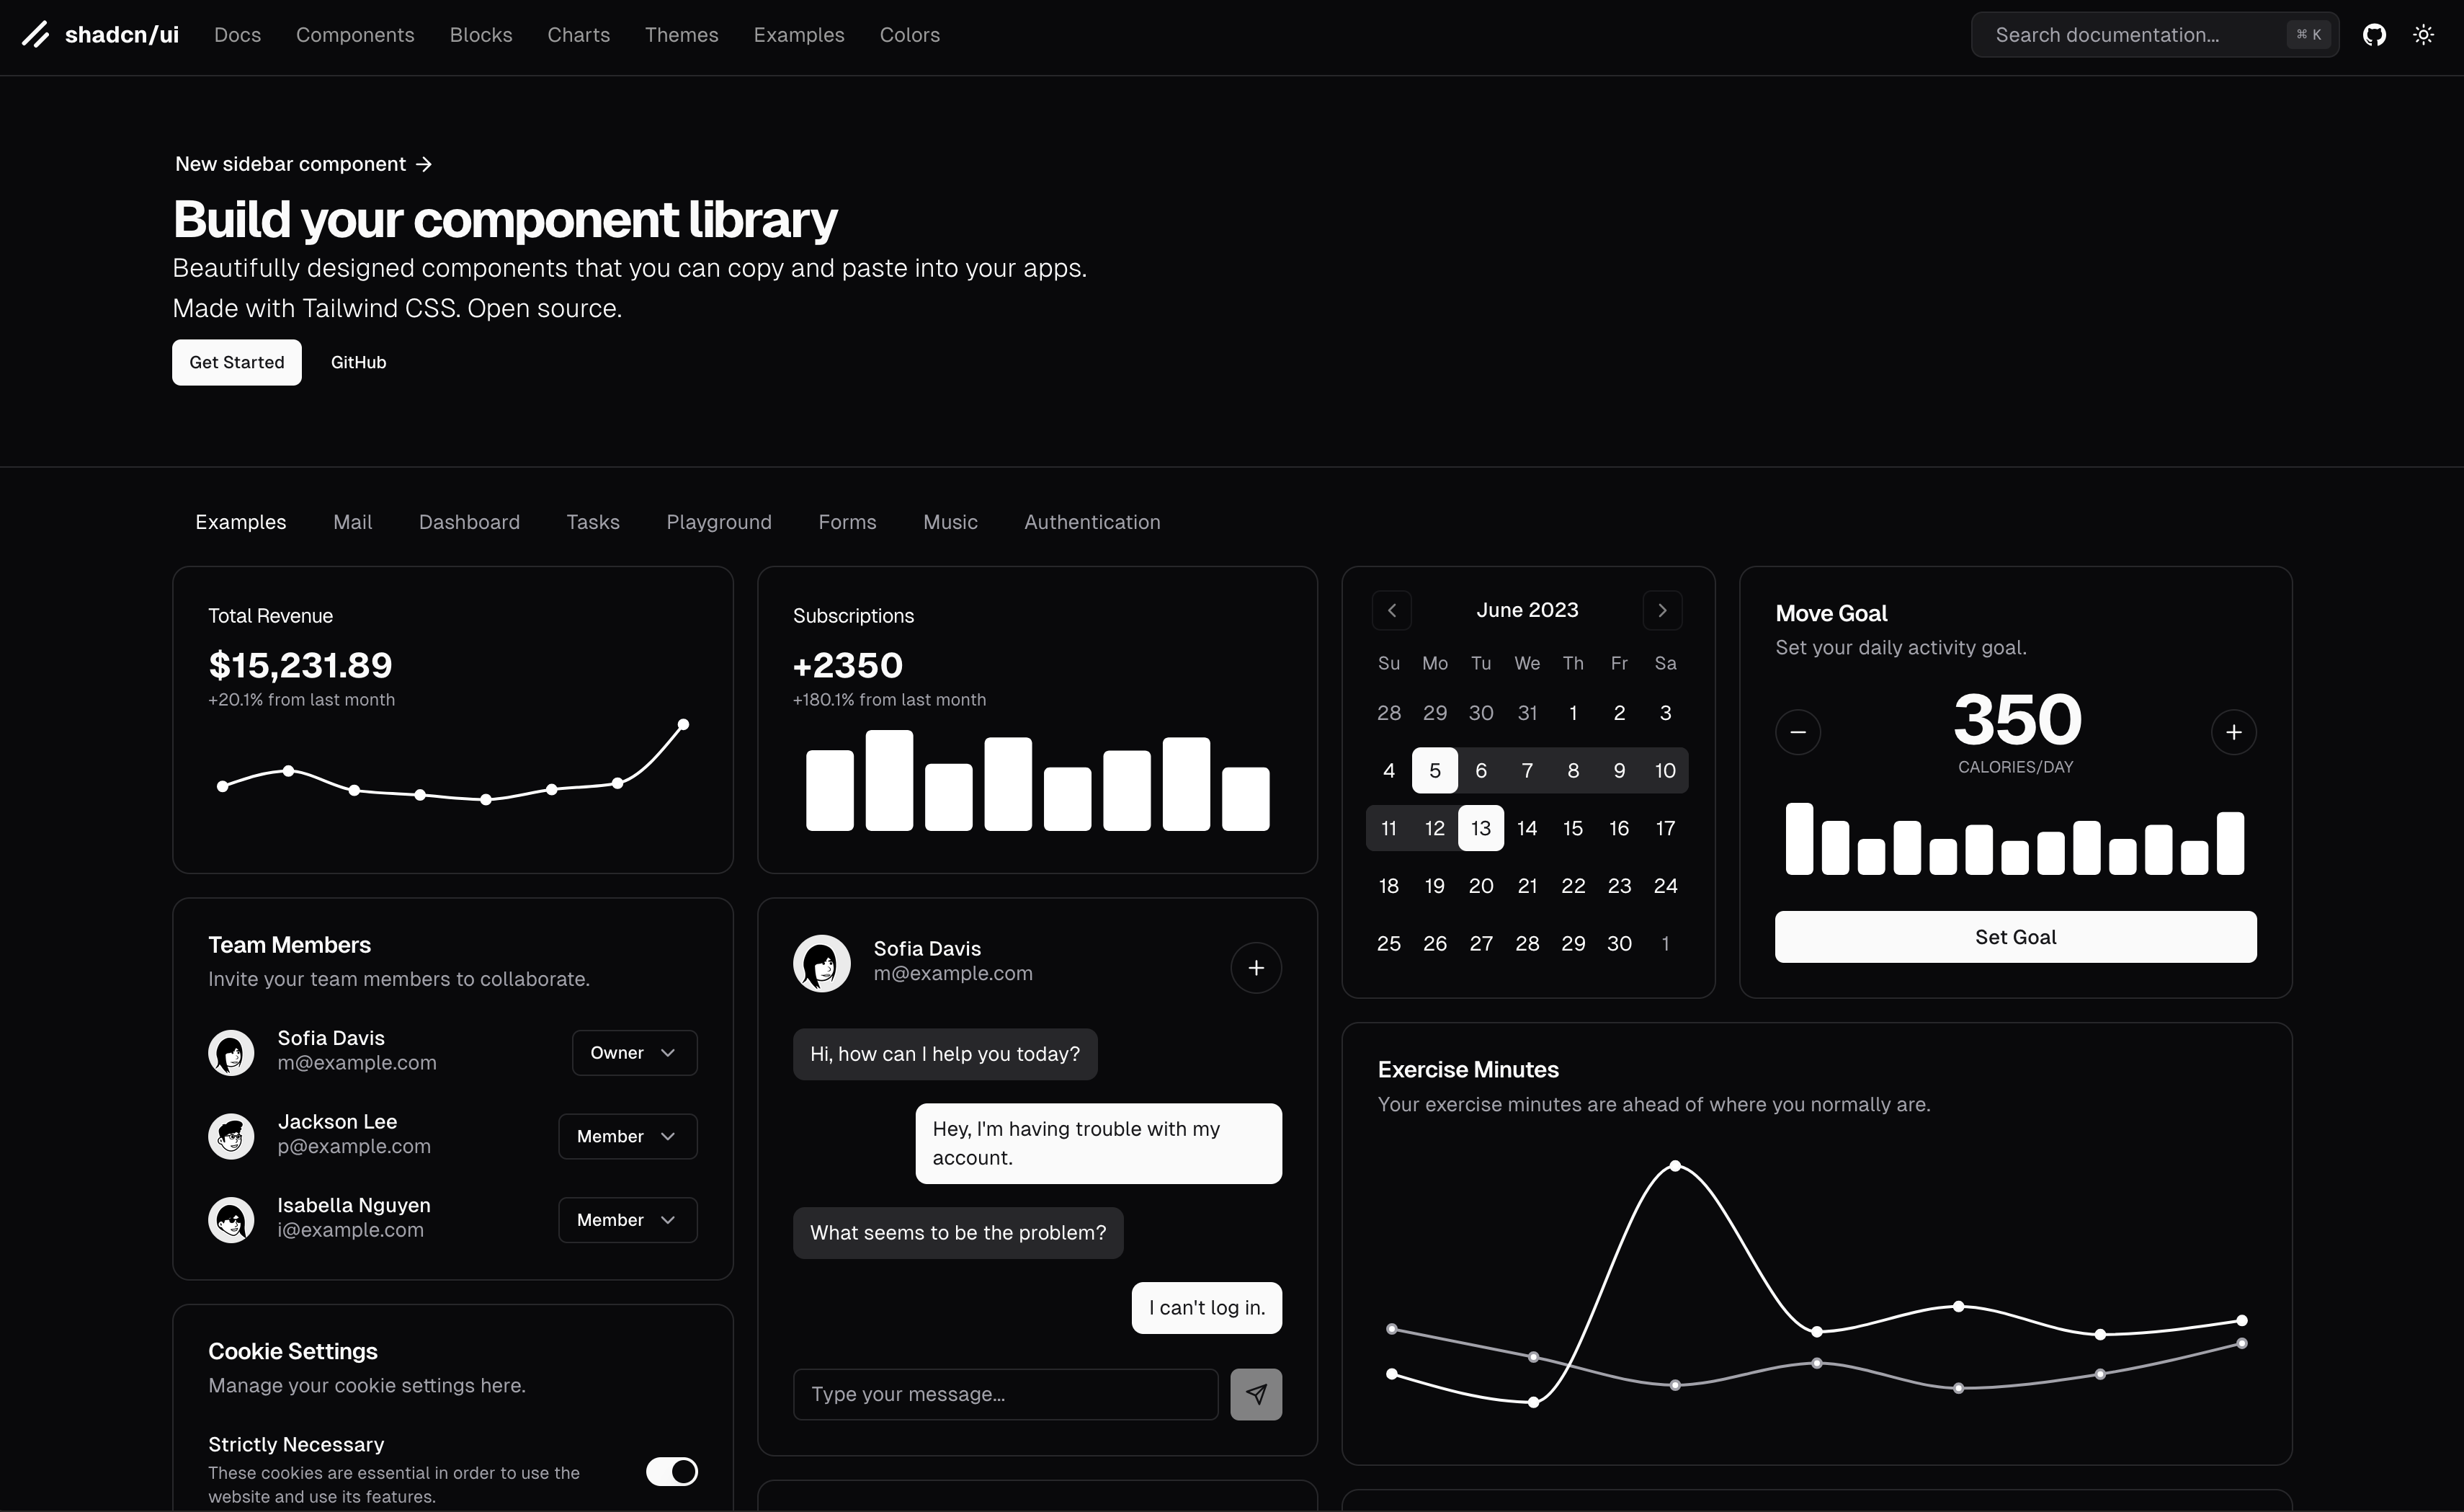 shadcn/ui Docs Components Blocks Charts Themes Examples Colors Search documentation... ⌘ K
New sidebar component →
Build your component library
Beautifully designed components that you can copy and paste into your apps.
Made with Tailwind CSS. Open source.
Get Started GitHub
Examples Mail Dashboard Tasks Playground Forms Music Authentication
Total Revenue
$15,231.89
+20.1% from last month
Subscriptions
+2350
+180.1% from last month
June 2023
Su Mo Tu We Th Fr Sa
28 29 30 31 1 2 3
4 5 6 7 8 9 10
11 12 13 14 15 16 17
18 19 20 21 22 23 24
25 26 27 28 29 30 1
Move Goal
Set your daily activity goal.
350
CALORIES/DAY
Set Goal
Team Members
Invite your team members to collaborate.
Sofia Davis
m@example.com
Owner
Jackson Lee
p@example.com
Member
Isabella Nguyen
i@example.com
Member
Sofia Davis
m@example.com
Hi, how can I help you today?
Hey, I'm having trouble with my
account.
What seems to be the problem?
I can't log in.
Type your message...
Exercise Minutes
Your exercise minutes are ahead of where you normally are.
Cookie Settings
Manage your cookie settings here.
Strictly Necessary
These cookies are essential in order to use the
website and use its features.